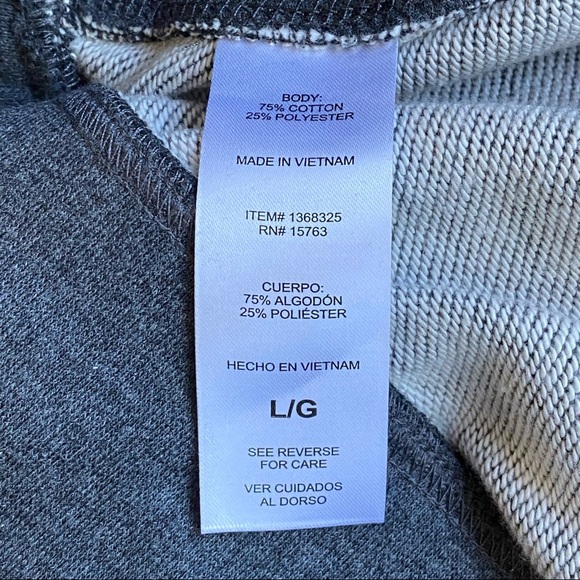 BODY:
75% COTTON
25% POLYESTER
MADE IN VIETNAM
ITEM# 1368325
RN# 15763
CUERPO:
75% ALGODÓN
25% POLIÉSTER
HECHO EN VIETNAM
L/G
SEE REVERSE
FOR CARE
VER CUIDADOS
AL DORSO